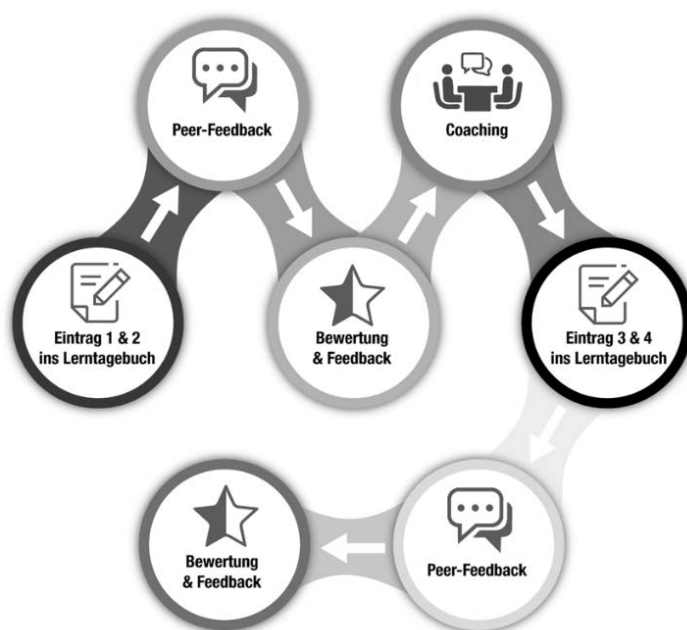 Peer-Feedback
Coaching
Eintrag 1 & 2
ins Lerntagebuch
Bewertung
& Feedback
Eintrag 3 & 4
ins Lerntagebuch
Bewertung
& Feedback
Peer-Feedback